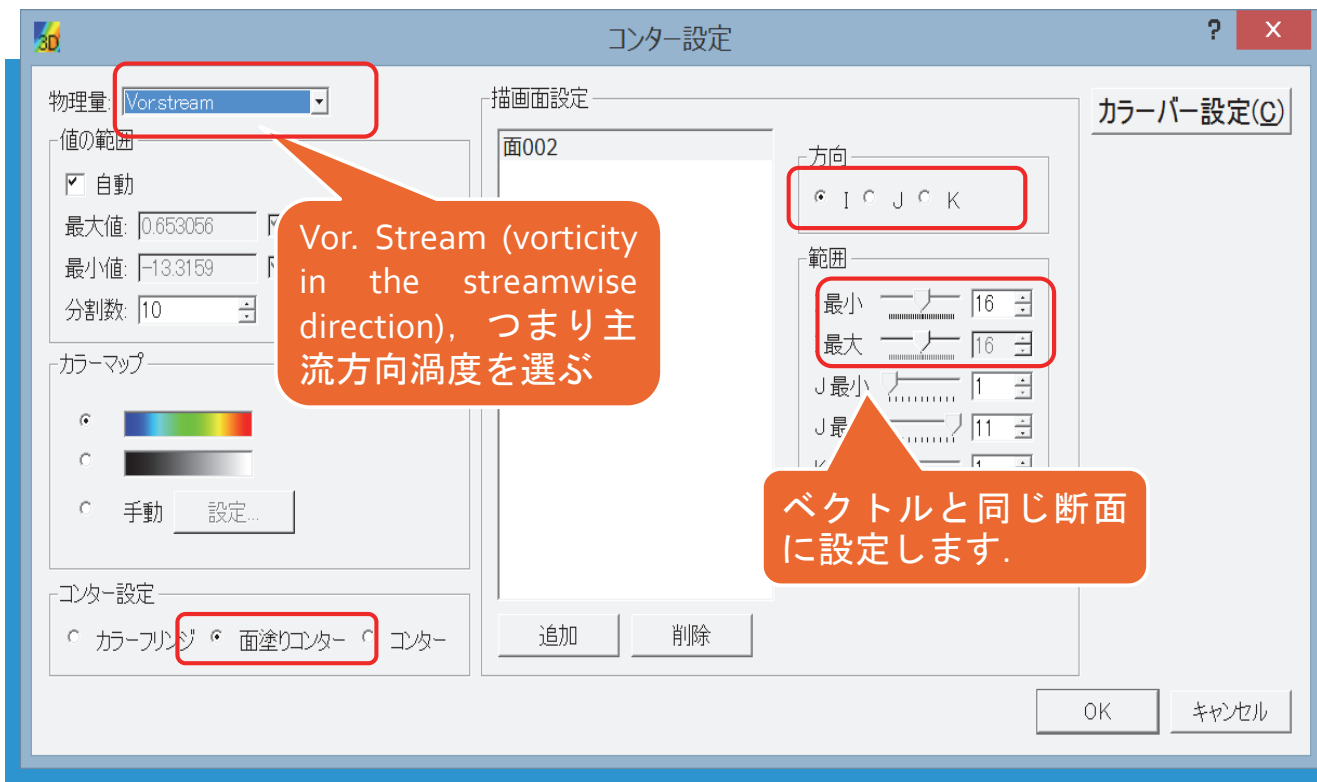 3D
コンター設定
?
X
物理量: Vor.stream
値の範囲
自動
最大値: 0.653056
最小値: -13.3159
分割数: 10
カラーマップ
手動 設定...
コンター設定
カラーフリンジ 面塗りコンター コンター
Vor. Stream (vorticity
in the streamwise
direction), つまり主
流方向渦度を選ぶ
描画面設定
面002
追加 削除
方向
I J K
範囲
最小 16
最大 16
J 最小 1
J 最 11
ベクトルと同じ断面
に設定します.
カラーバー設定(C)
OK キャンセル